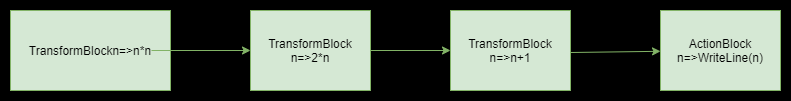 TransformBlockn=>n*n
TransformBlock
n=>2*n
TransformBlock
n=>n+1
ActionBlock
n=>WriteLine(n)